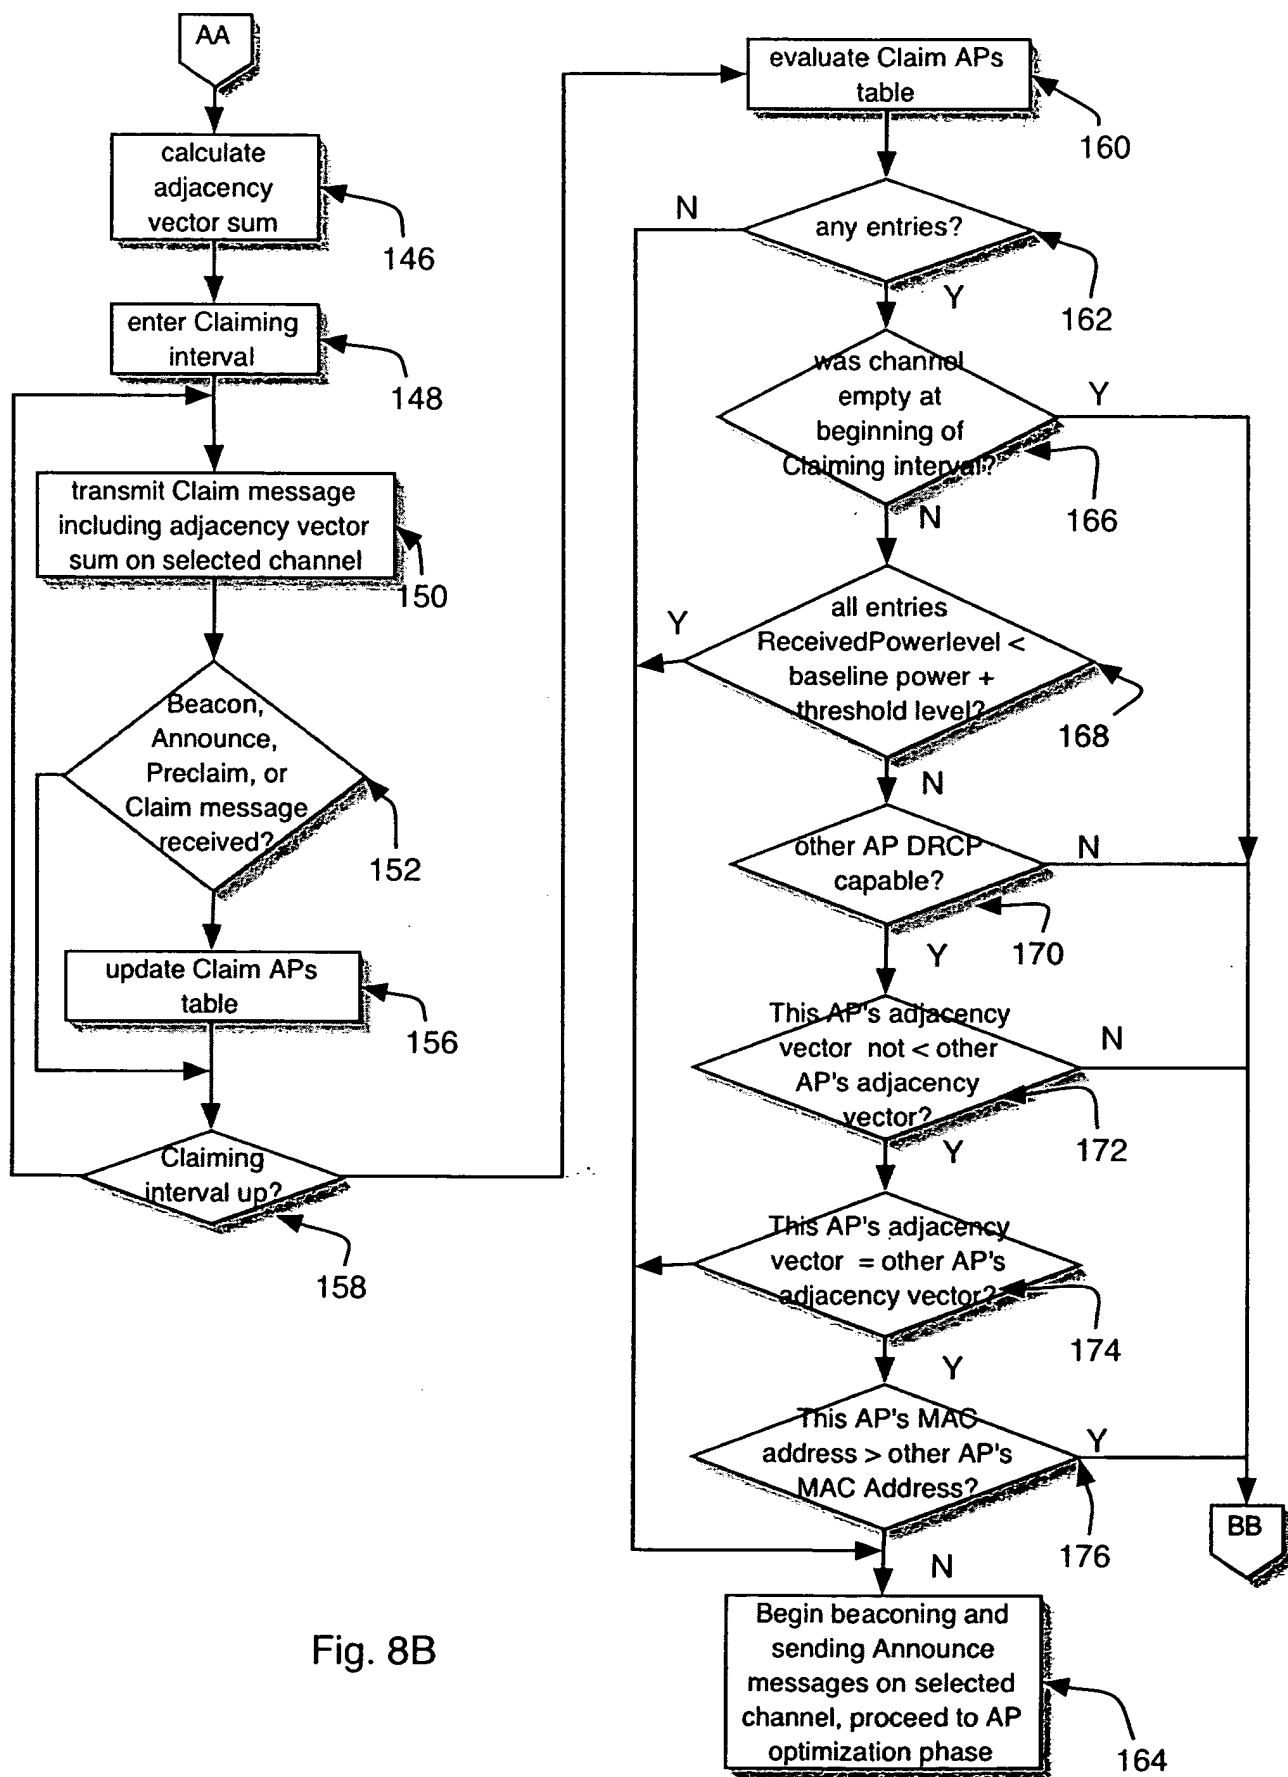 AA
calculate
adjacency
vector sum
146
enter Claiming
interval
148
transmit Claim message
including adjacency vector
sum on selected channel
150
Beacon,
Announce,
Preclaim, or
Claim message
received?
152
update Claim APs
table
156
Claiming
interval up?
158
evaluate Claim APs
table
160
N
any entries?
Y
162
was channel
empty at
beginning of
Claiming interval?
Y
166
N
all entries
ReceivedPowerlevel <
baseline power +
threshold level?
Y
168
N
other AP DRCP
capable?
N
170
Y
This AP's adjacency
vector not < other
AP's adjacency
vector?
N
172
Y
This AP's adjacency
vector = other AP's
adjacency vector?
174
Y
This AP's MAC
address > other AP's
MAC Address?
Y
176
BB
N
Begin beaconing and
sending Announce
messages on selected
channel, proceed to AP
optimization phase
164
Fig. 8B